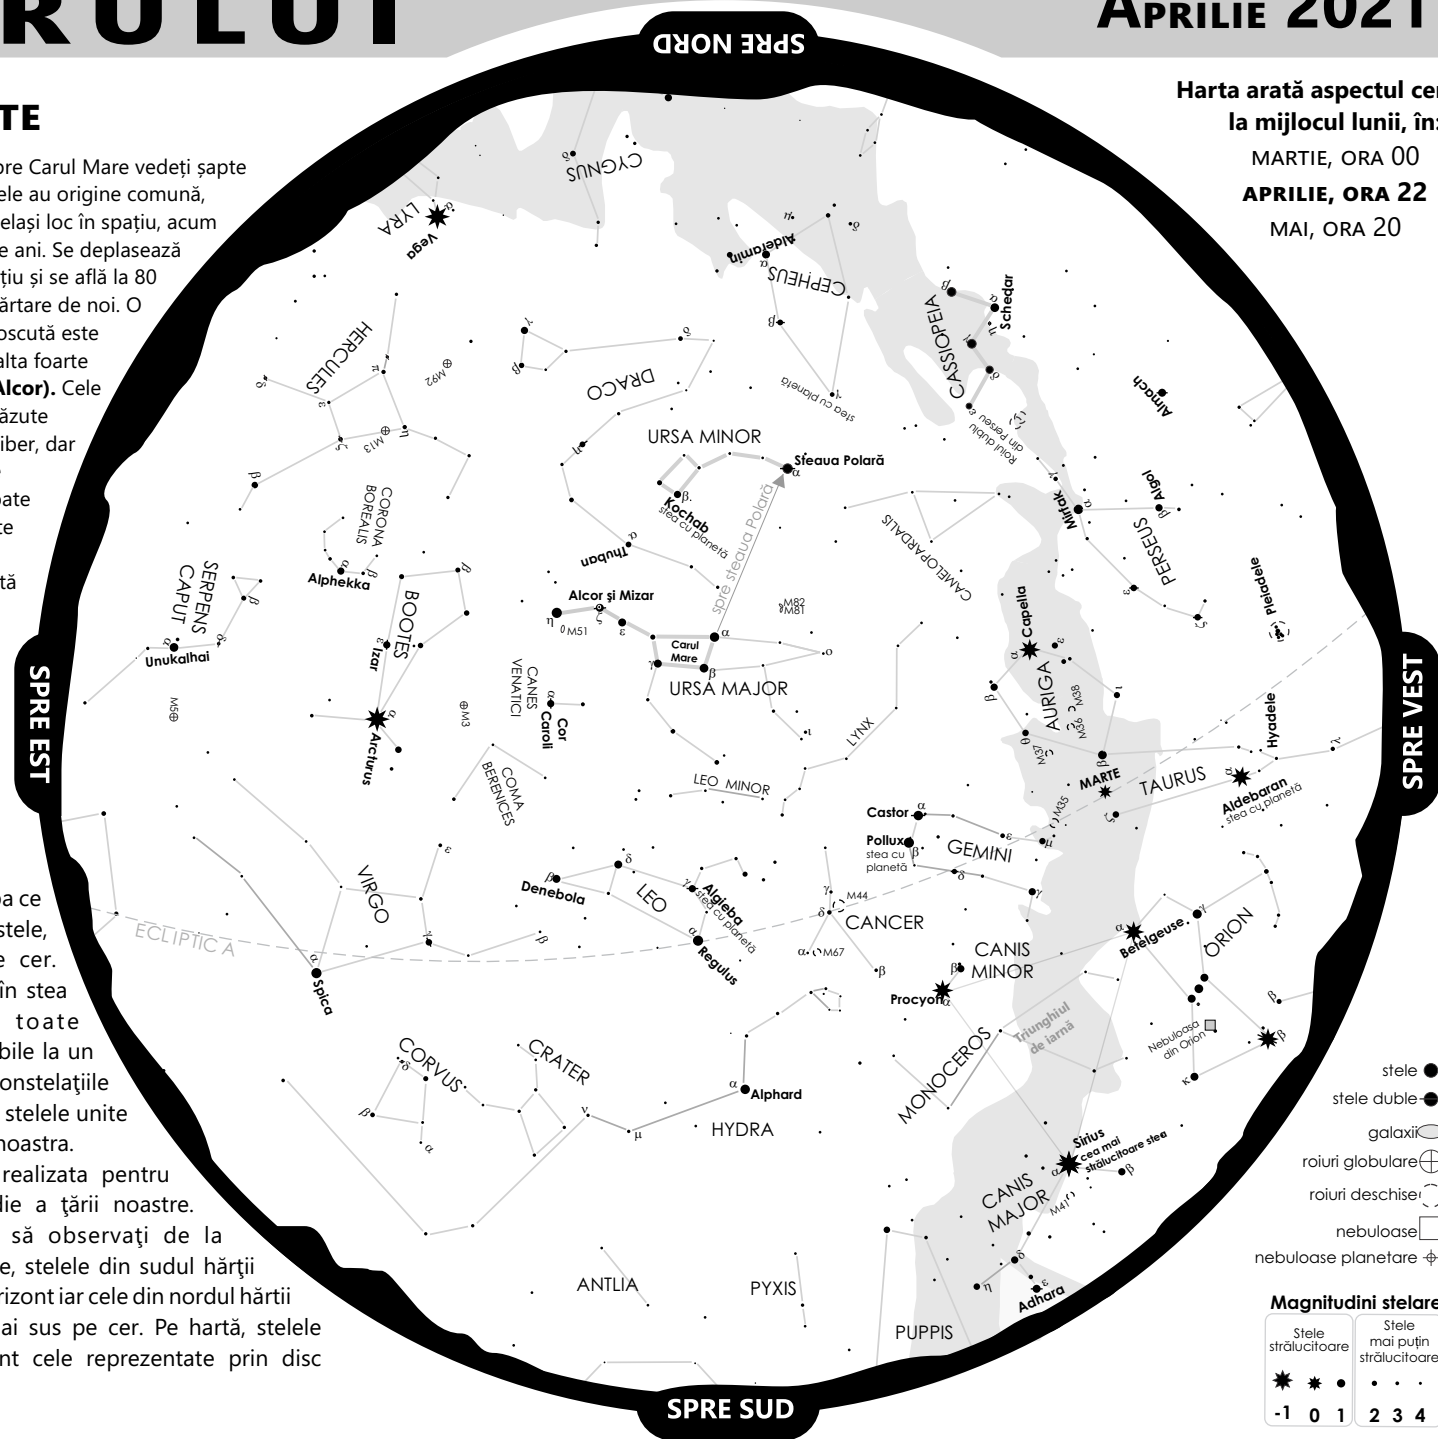 RULUI
APRILIE 2021
SPRE NORD
TE
pre Carul Mare vedeți șapte
ele au origine comună,
elași loc în spațiu, acum
e ani. Se deplasează
țiu și se află la 80
ărtare de noi. O
oscută este
alta foarte
Alcor). Cele
ăzute
iber, dar
pate
te
tă
Harta arată aspectul cer
la mijlocul lunii, în:
MARTIE, ORA 00
APRILIE, ORA 22
MAI, ORA 20
CYGNUS
δ
LYRA
α
Vega
η
δ
Alderamin
α
CEPHEUS
β
γ
stea cu planetă
β
α
Schedar
η
γ
δ
ε
CASSIOPEIA
Roiul dublu
din Perseu
Almach
HERCULES
δ
π
ε
ζ
η
β
M92
M13
γ
β
δ
DRACO
η
URSA MINOR
Steaua Polară
α
β
Kochab
stea cu planetă
spre steaua Polară
α
Thuban
CAMELOPARDALIS
γ
α
Mirfak
Algol
β
PERSEUS
ε
ζ
Pleiadele
CORONA
BOREALIS
α
β
Alphekka
SERPENS
CAPUT
β
δ
α
Unukalhai
M5
BOOTES
β
ε
Izar
α
Arcturus
M3
Alcor și Mizar
η
ζ
ε
M51
Carul
Mare
α
β
γ
URSA MAJOR
M82
M81
ο
ι
CANES
VENATICI
α
Cor
Caroli
COMA
BERENICES
LEO MINOR
LYNX
Capella
α
ε
β
ι
θ
AURIGA
M38
M36
M37
β
MARTE
TAURUS
ζ
M35
α
Aldebaran
stea cu planetă
Hyadele
λ
SPRE EST
SPRE VEST
Castor
α
Pollux
β
stea cu
planetă
GEMINI
ε
μ
δ
γ
VIRGO
ε
γ
β
α
Spica
ECLIPTICA
Denebola
β
δ
LEO
γ
Algieba
stea cu planetă
α
Regulus
γ
M44
δ
CANCER
α
M67
β
CANIS
MINOR
β
Procyon
α
α
Betelgeuse
γ
ORION
β
β
κ
Nebuloasa
din Orion
Triunghiul
de iarnă
MONOCEROS
CORVUS
δ
β
α
CRATER
ν
μ
α
Alphard
HYDRA
Sirius
cea mai
strălucitoare stea
α
β
CANIS
MAJOR
M41
δ
η
ε
Adhara
ANTLIA
PYXIS
PUPPIS
SPRE SUD
pa ce
stele,
e cer.
în stea
toate
bile la un
onstelațiile
stelele unite
noastra.
realizata pentru
die a țării noastre.
să observați de la
e, stelele din sudul hărții
rizont iar cele din nordul hărtii
ai sus pe cer. Pe hartă, stelele
nt cele reprezentate prin disc
stele
stele duble
galaxii
roiuri globulare
roiuri deschise
nebuloase
nebuloase planetare
Magnitudini stelare
Stele
strălucitoare
Stele
mai puțin
strălucitoare
-1 0 1 2 3 4